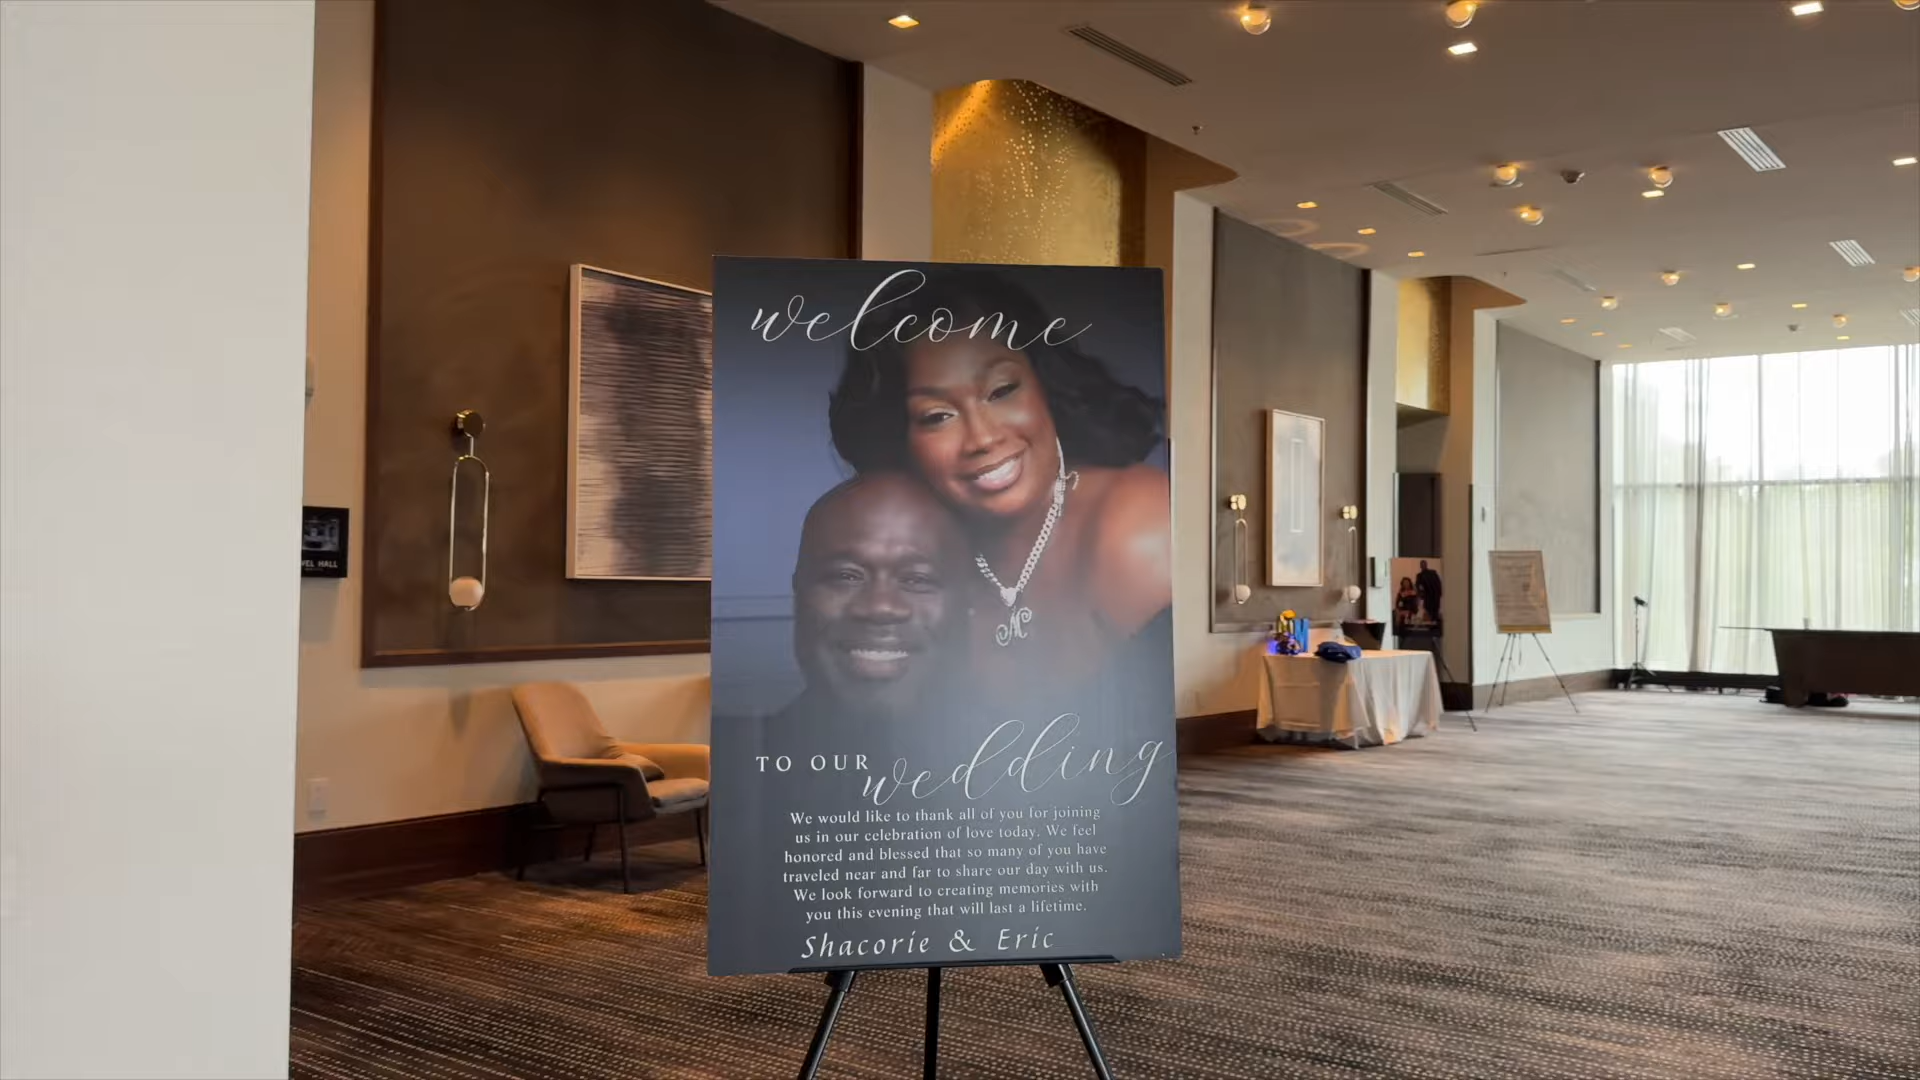 welcome
TO OUR wedding
We would like to thank all of you for joining
us in our celebration of love today. We feel
honored and blessed that so many of you have
traveled near and far to share our day with us.
We look forward to creating memories with
you this evening that will last a lifetime.
Shacorie & Eric
HALL